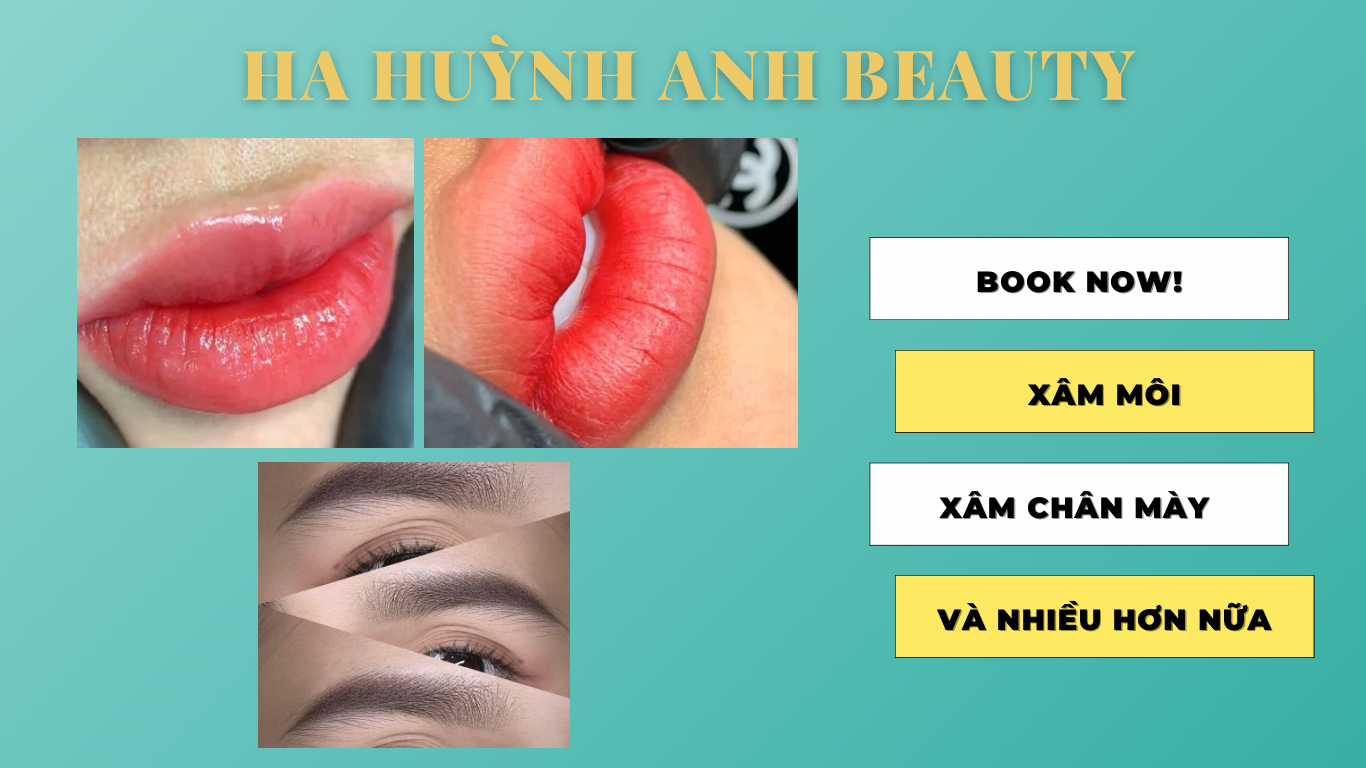 HA HUỲNH ANH BEAUTY
BOOK NOW!
XÂM MÔI
XÂM CHÂN MÀY
VÀ NHIỀU HƠN NỮA